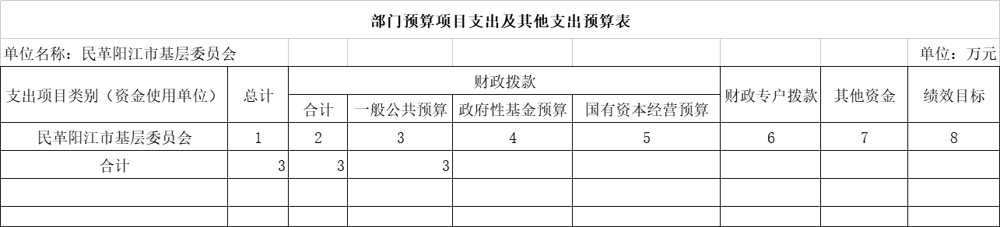 部门预算项目支出及其他支出预算表
单位名称：民革阳江市基层委员会 单位：万元
支出项目类别（资金使用单位） 总计 财政拨款 财政专户拨款 其他资金 绩效目标
合计 一般公共预算 政府性基金预算 国有资本经营预算
民革阳江市基层委员会 1 2 3 4 5 6 7 8
合计 3 3 3